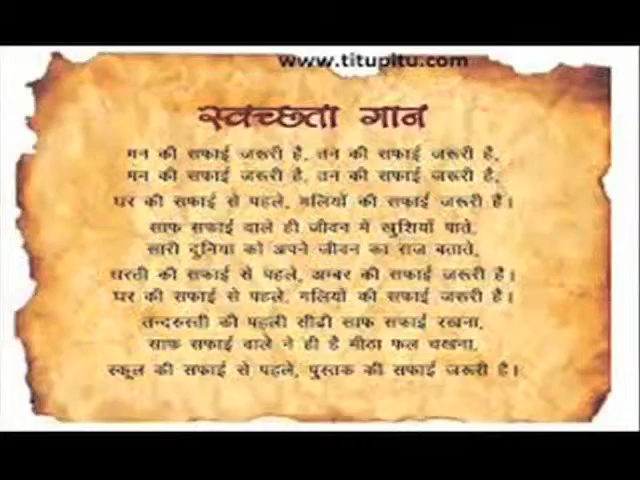 www.titupitu.com
स्वच्छता गान
मन की सफाई जरूरी है, तन की सफाई जरूरी है,
मन की सफाई जरूरी है, तन की सफाई जरूरी है,
घर की सफाई से पहले, गलियों की सफाई जरूरी है।
साफ सफाई वाले ही जीवन में खुशियाँ पाते,
सारी दुनिया को अपने जीवन का राज बताते,
धरती की सफाई से पहले, अम्बर की सफाई जरूरी है।
घर की सफाई से पहले, गलियों की सफाई जरूरी है।
तन्दरुस्ती की पहली सीढी साफ सफाई रखना,
साफ सफाई वाले ने ही है मीठा फल चखना,
स्कूल की सफाई से पहले, पुस्तक की सफाई जरूरी है।